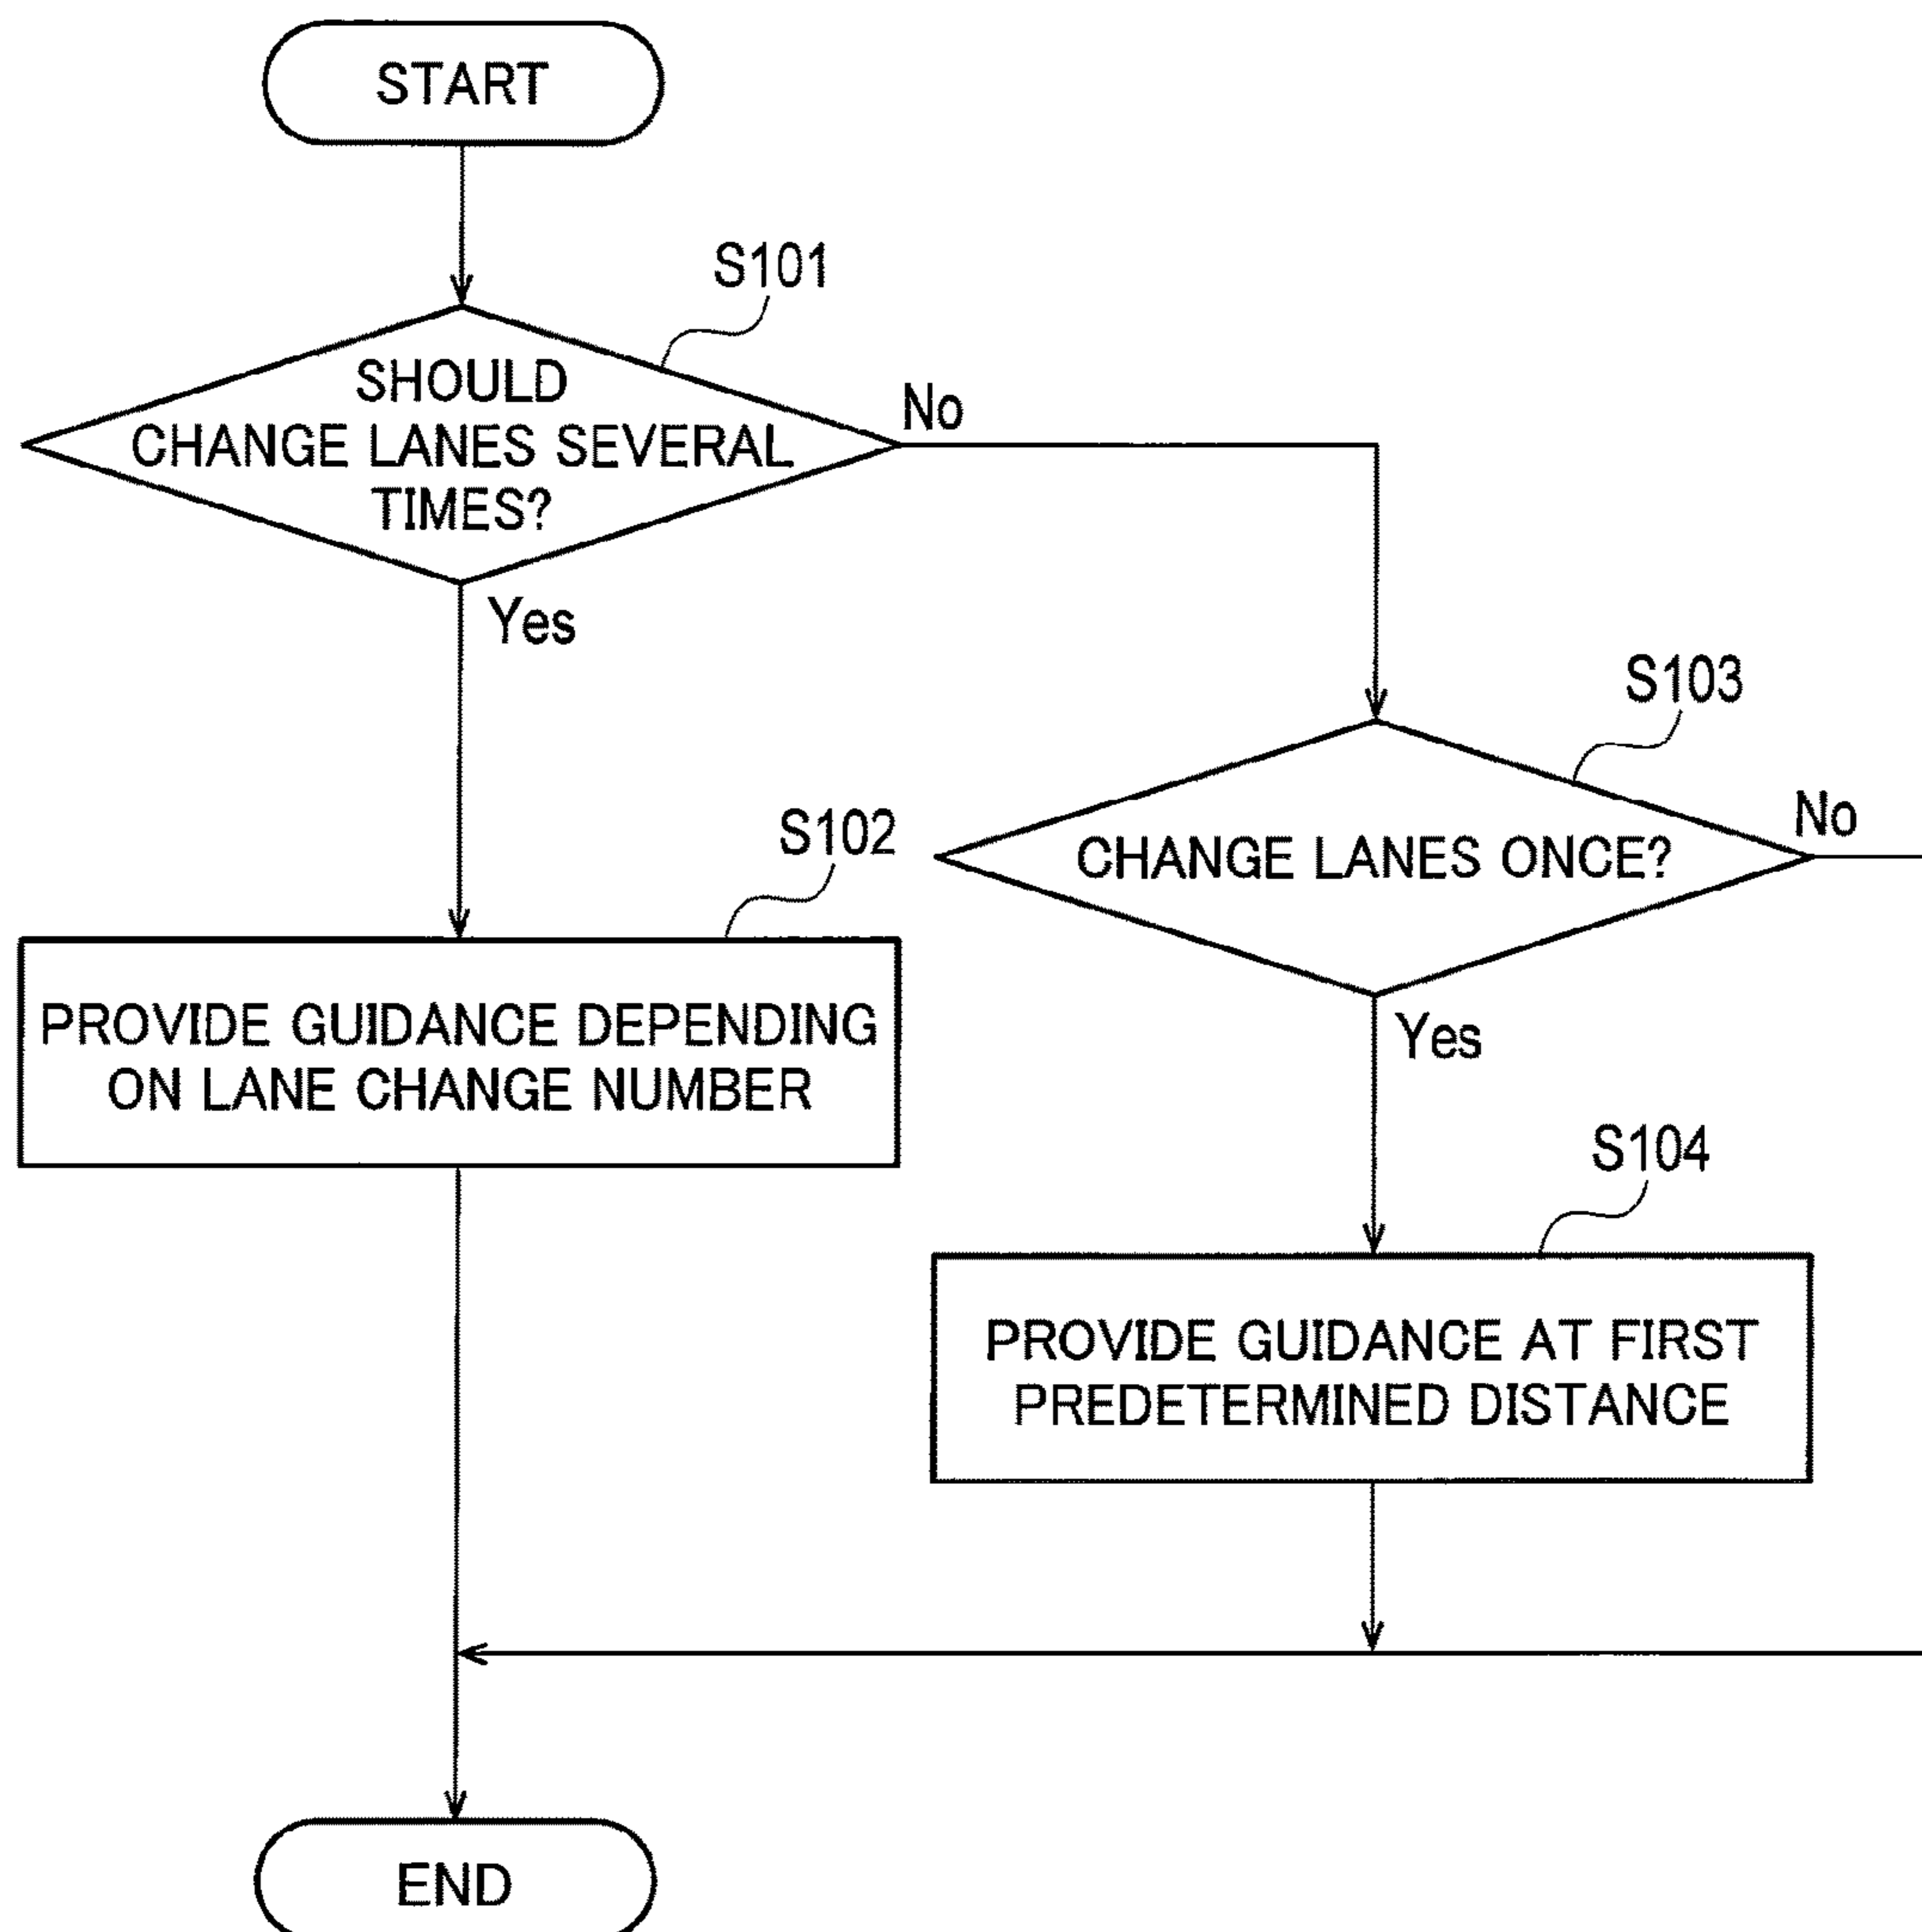 START
S101
SHOULD
CHANGE LANES SEVERAL
TIMES?
No
Yes
S103
CHANGE LANES ONCE?
No
S102
PROVIDE GUIDANCE DEPENDING
ON LANE CHANGE NUMBER
Yes
S104
PROVIDE GUIDANCE AT FIRST
PREDETERMINED DISTANCE
END